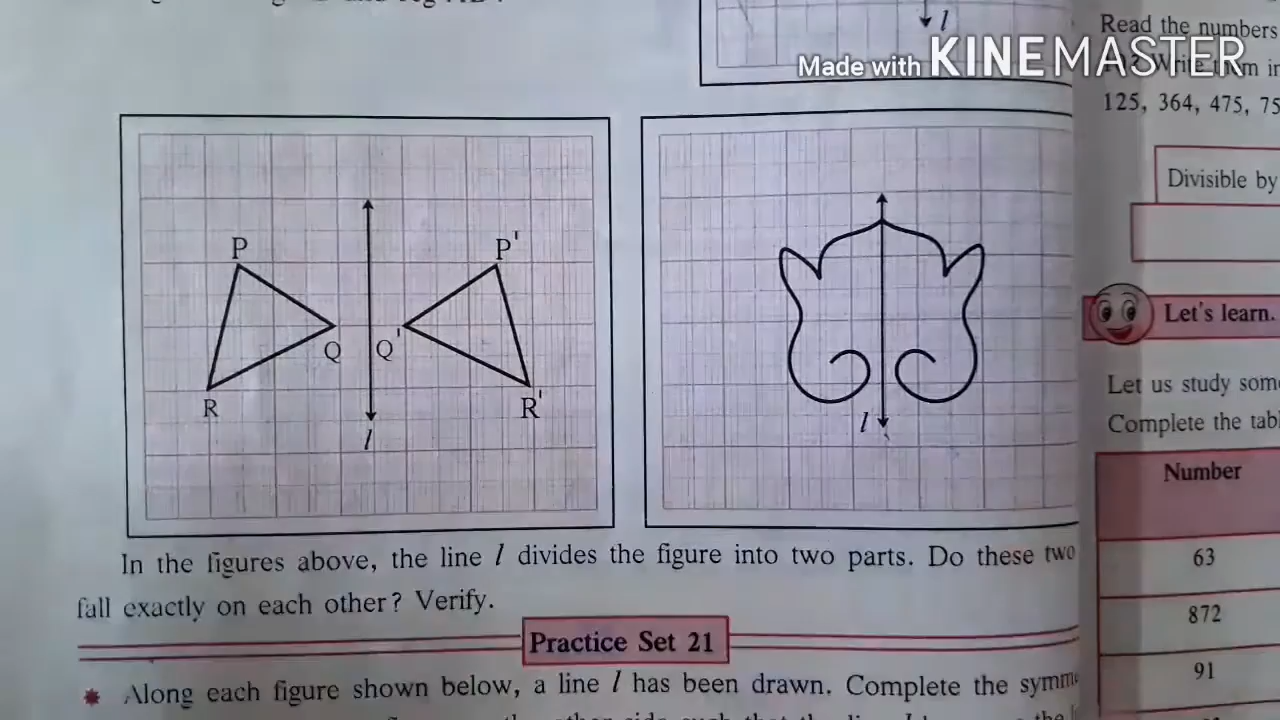 l
Made with KINEMASTER
Read the numbers
125, 364, 475, 75
Divisible by
P
P'
Q
Q'
R
R'
l
l
Let's learn.
Let us study some
Complete the tabl
Number
63
872
91
In the figures above, the line l divides the figure into two parts. Do these two
fall exactly on each other? Verify.
Practice Set 21
Along each figure shown below, a line l has been drawn. Complete the symm